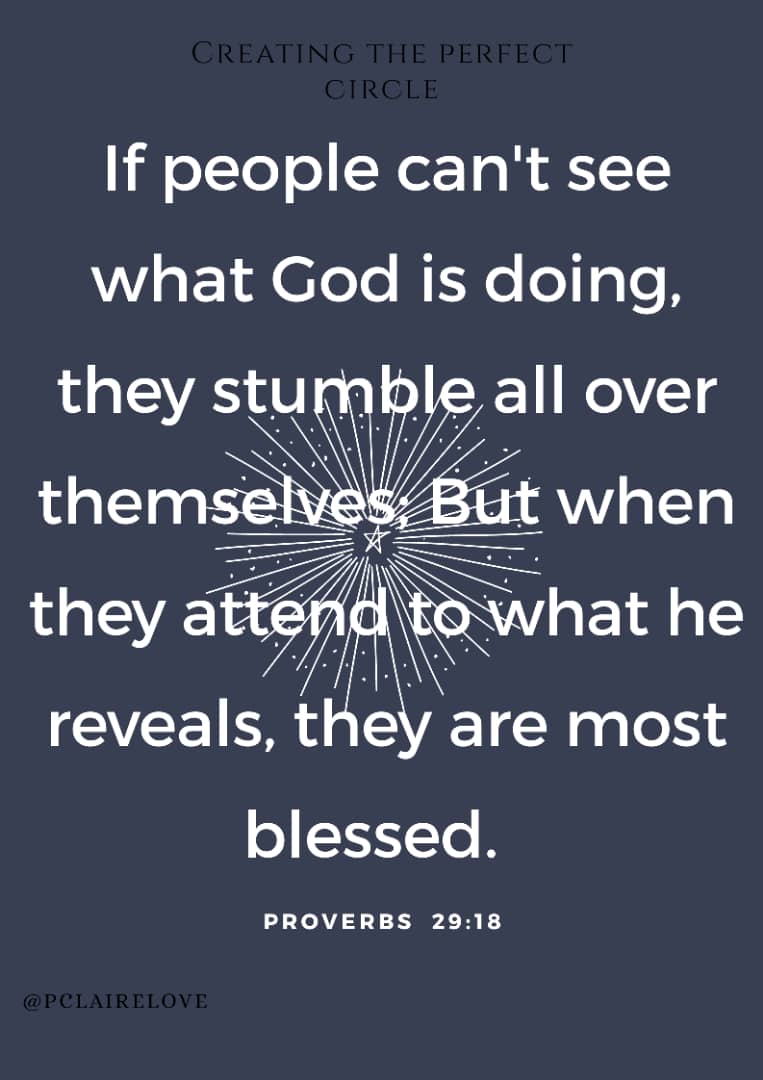 Creating the perfect
circle
If people can't see
what God is doing,
they stumble all over
themselves; But when
they attend to what he
reveals, they are most
blessed.
PROVERBS 29:18
@PCLAIRELOVE